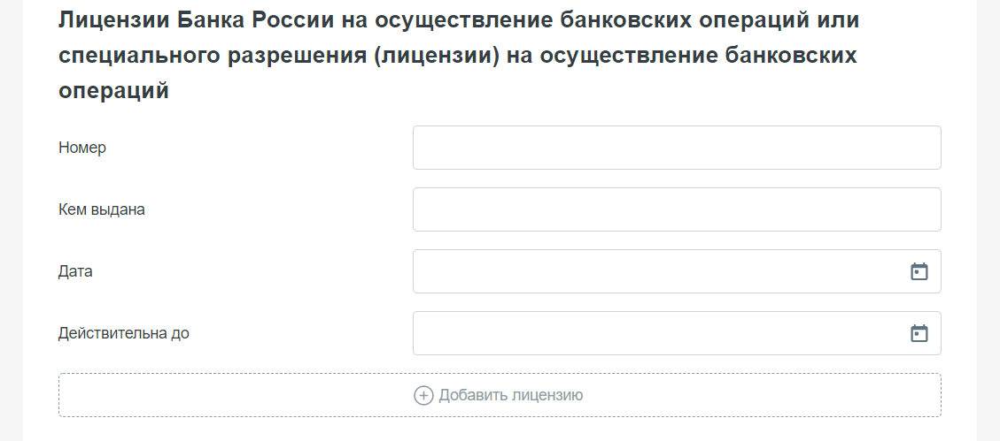 Лицензии Банка России на осуществление банковских операций или
специального разрешения (лицензии) на осуществление банковских
операций
Номер
Кем выдана
Дата
Действительна до
Добавить лицензию